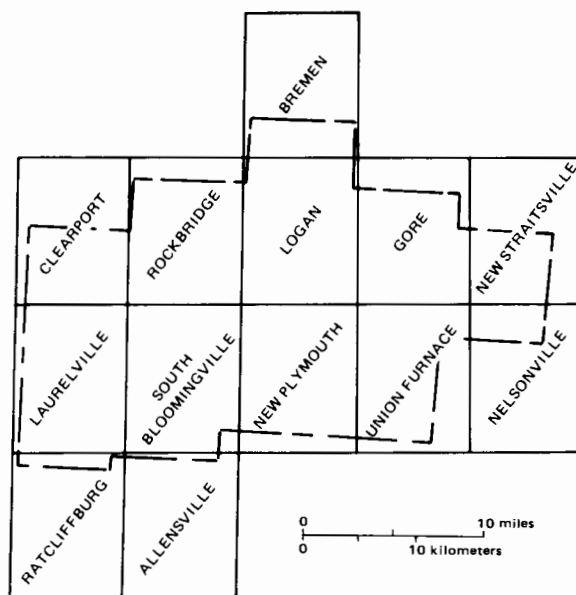 BREMEN
CLEARPORT
ROCKBRIDGE
LOGAN
GORE
NEW STRAITSVILLE
LAURELVILLE
SOUTH
BLOOMINGVILLE
NEW PLYMOUTH
UNION FURNACE
NELSONVILLE
RATCLIFFBURG
ALLENSVILLE
0 10 miles
0 10 kilometers